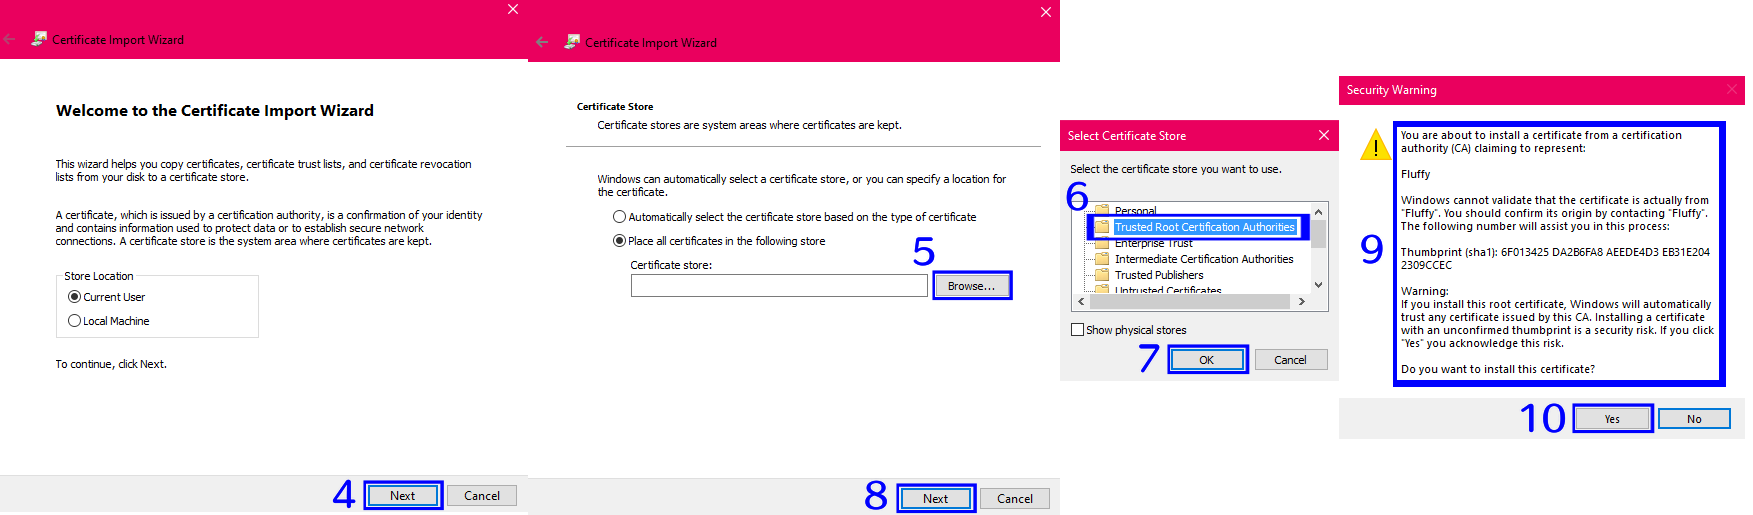 Certificate Import Wizard
Welcome to the Certificate Import Wizard
This wizard helps you copy certificates, certificate trust lists, and certificate revocation
lists from your disk to a certificate store.
A certificate, which is issued by a certification authority, is a confirmation of your identity
and contains information used to protect data or to establish secure network
connections. A certificate store is the system area where certificates are kept.
Store Location
Current User
Local Machine
To continue, click Next.
4 Next Cancel
Certificate Import Wizard
Certificate Store
Certificate stores are system areas where certificates are kept.
Windows can automatically select a certificate store, or you can specify a location for
the certificate.
Automatically select the certificate store based on the type of certificate
Place all certificates in the following store
5
Certificate store:
Browse...
8 Next Cancel
Select Certificate Store
Select the certificate store you want to use.
6
Personal
Trusted Root Certification Authorities
Enterprise Trust
Intermediate Certification Authorities
Trusted Publishers
Untrusted Certificates
Show physical stores
7 OK Cancel
Security Warning
You are about to install a certificate from a certification
authority (CA) claiming to represent:
Fluffy
Windows cannot validate that the certificate is actually from
"Fluffy". You should confirm its origin by contacting "Fluffy".
The following number will assist you in this process:
9
Thumbprint (sha1): 6F013425 DA2B6FA8 AEEDE4D3 EB31E204
2309CCEC
Warning:
If you install this root certificate, Windows will automatically
trust any certificate issued by this CA. Installing a certificate
with an unconfirmed thumbprint is a security risk. If you click
"Yes" you acknowledge this risk.
Do you want to install this certificate?
10 Yes No